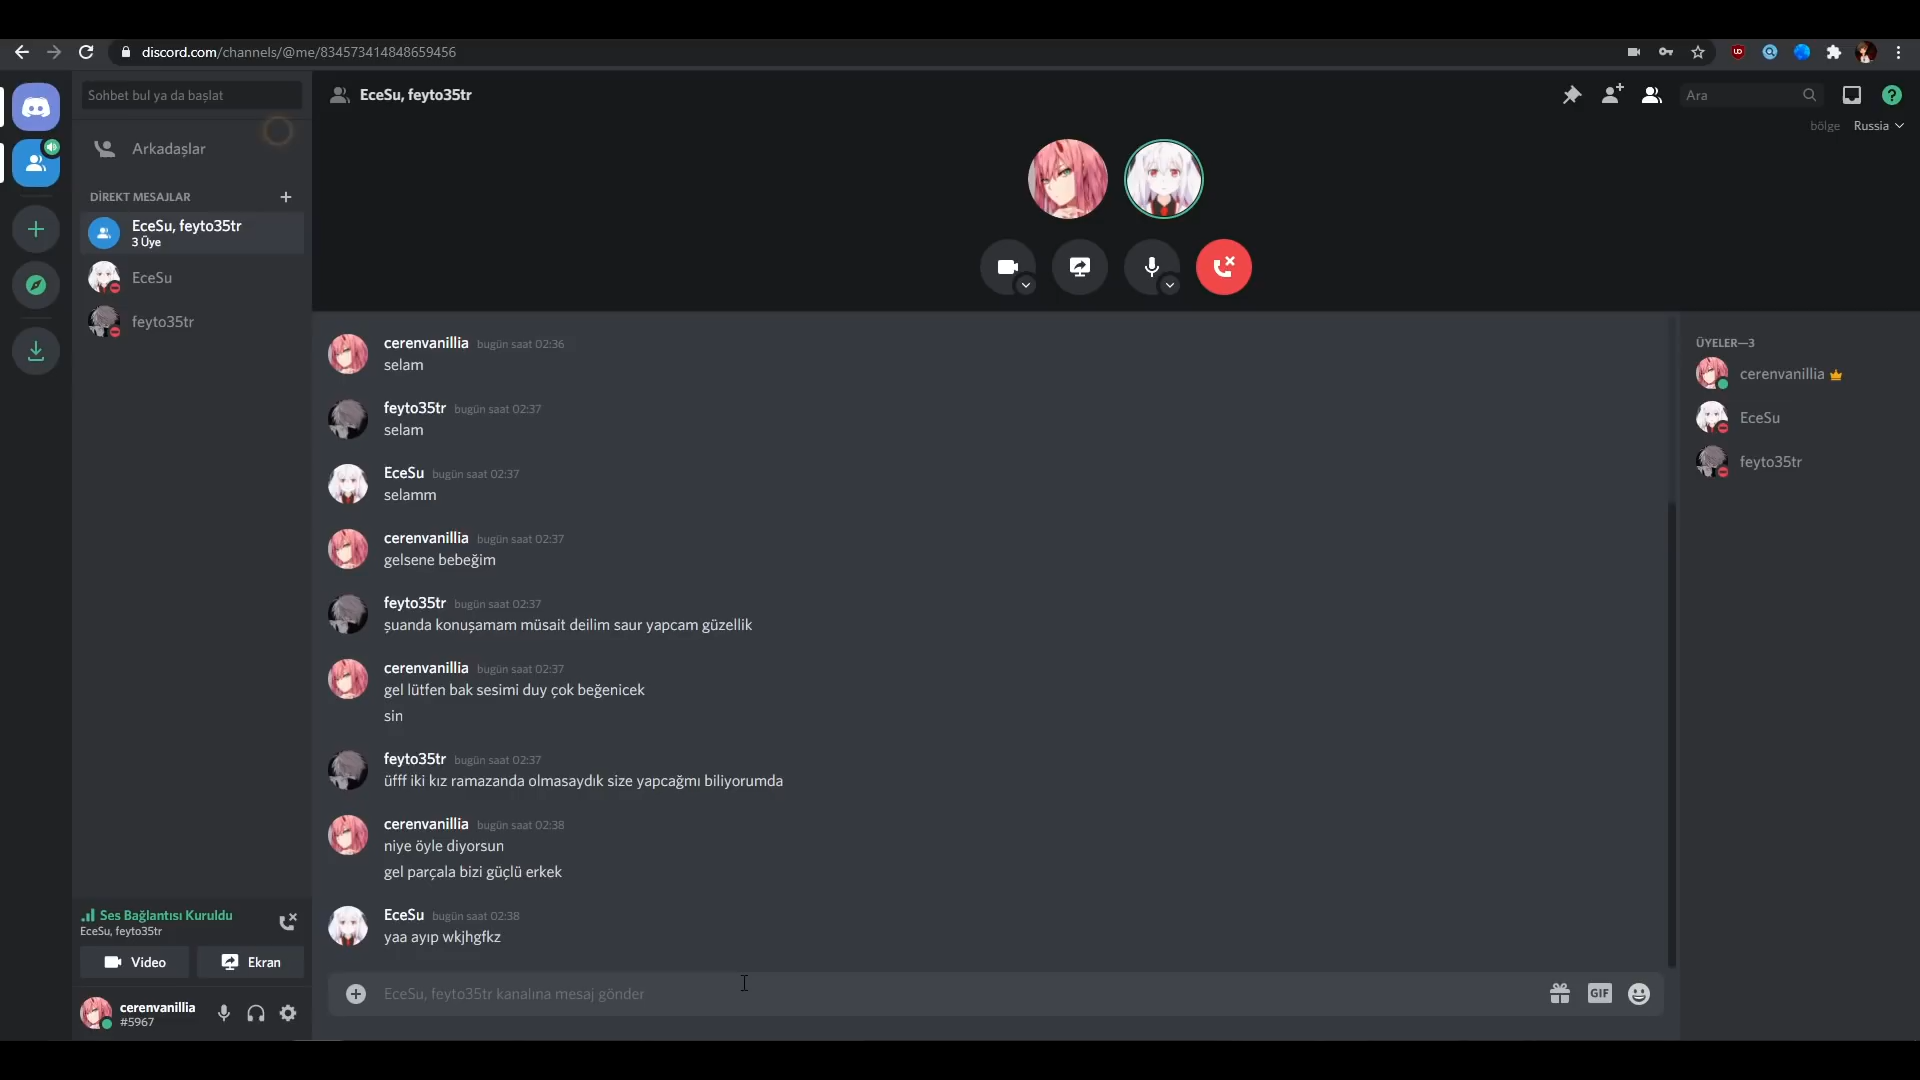 discord.com/channels/@me/834573414848659456
Sohbet bul ya da başlat
EceSu, feyto35tr
Ara
bölge Russia
Arkadaşlar
DİREKT MESAJLAR
EceSu, feyto35tr
3 Üye
EceSu
feyto35tr
cerenvanillia bugün saat 02:36
selam
feyto35tr bugün saat 02:37
selam
EceSu bugün saat 02:37
selamm
cerenvanillia bugün saat 02:37
gelsene bebeğim
feyto35tr bugün saat 02:37
şuanda konuşamam müsait deilim saur yapcam güzellik
cerenvanillia bugün saat 02:37
gel lütfen bak sesimi duy çok beğenicek
sin
feyto35tr bugün saat 02:37
üfff iki kız ramazanda olmasaydık size yapcağmı biliyorumda
cerenvanillia bugün saat 02:38
niye öyle diyorsun
gel parçala bizi güçlü erkek
EceSu bugün saat 02:38
yaa ayıp wkjhgfkz
EceSu, feyto35tr kanalına mesaj gönder
GIF
ÜYELER—3
cerenvanillia
EceSu
feyto35tr
Ses Bağlantısı Kuruldu
EceSu, feyto35tr
Video
Ekran
cerenvanillia
#5967